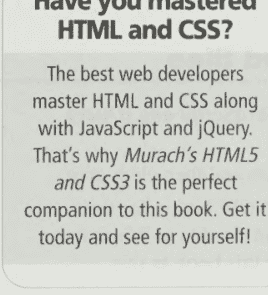 Have you mastered
HTML and CSS?
The best web developers
master HTML and CSS along
with JavaScript and jQuery.
That's why Murach's HTML5
and CSS3 is the perfect
companion to this book. Get it
today and see for yourself!